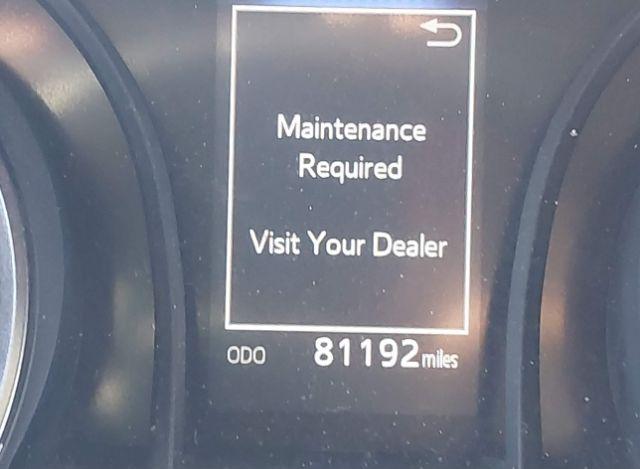 Maintenance
Required
Visit Your Dealer
ODO 81192 miles